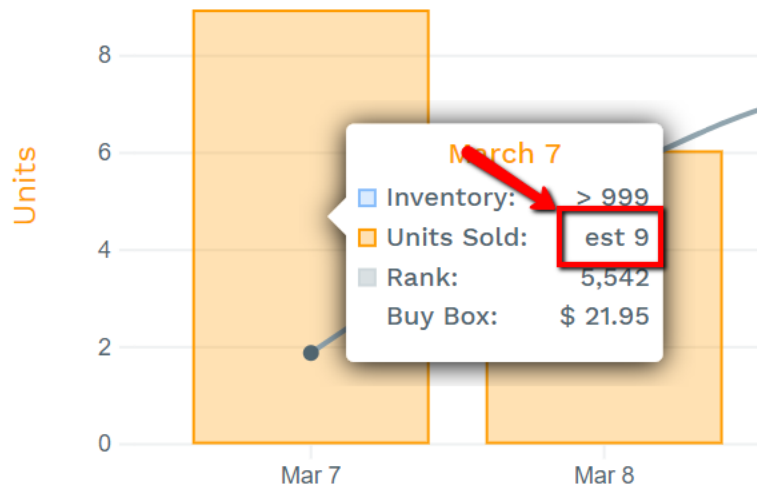 8
6
4
2
0
Units
March 7
Inventory: > 999
Units Sold: est 9
Rank: 5,542
Buy Box: $ 21.95
Mar 7
Mar 8